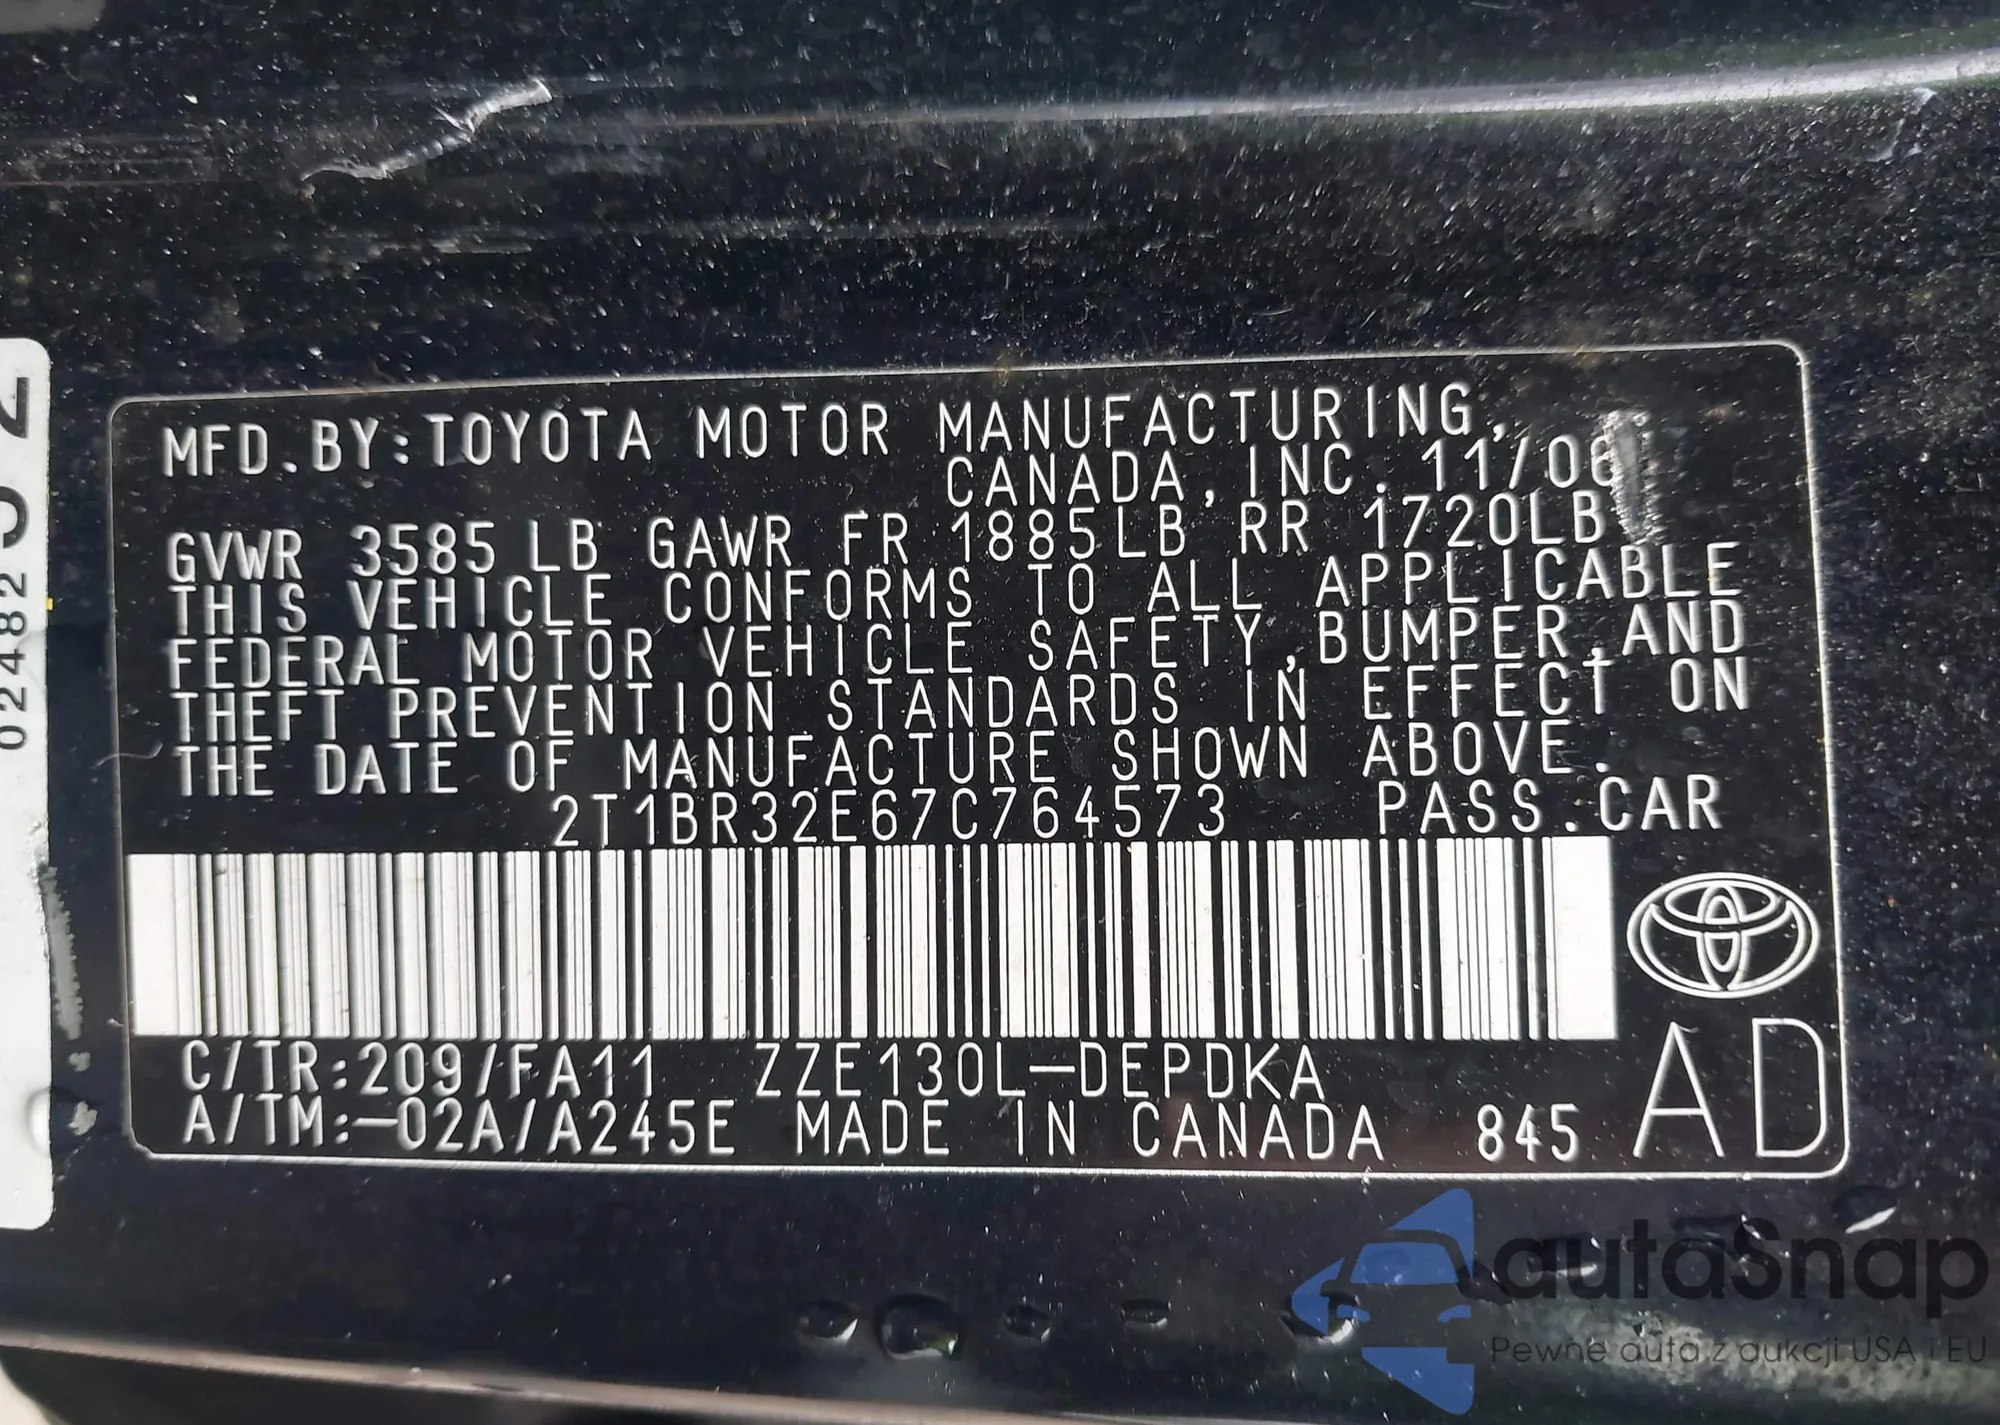 MFD.BY:TOYOTA MOTOR MANUFACTURING,
CANADA, INC. 11/06
GVWR 3585 LB GAWR FR 1885LB RR 1720LB
THIS VEHICLE CONFORMS TO ALL APPLICABLE
FEDERAL MOTOR VEHICLE SAFETY,BUMPER,AND
THEFT PREVENTION STANDARDS IN EFFECT ON
THE DATE OF MANUFACTURE SHOWN ABOVE.
2T1BR32E67C764573 PASS.CAR
C/TR:209/FA11 ZZE130L-DEPDKA
A/TM:-02A/A245E MADE IN CANADA 845
AD
autoSnap
Pewne auta z aukcji USA i EU